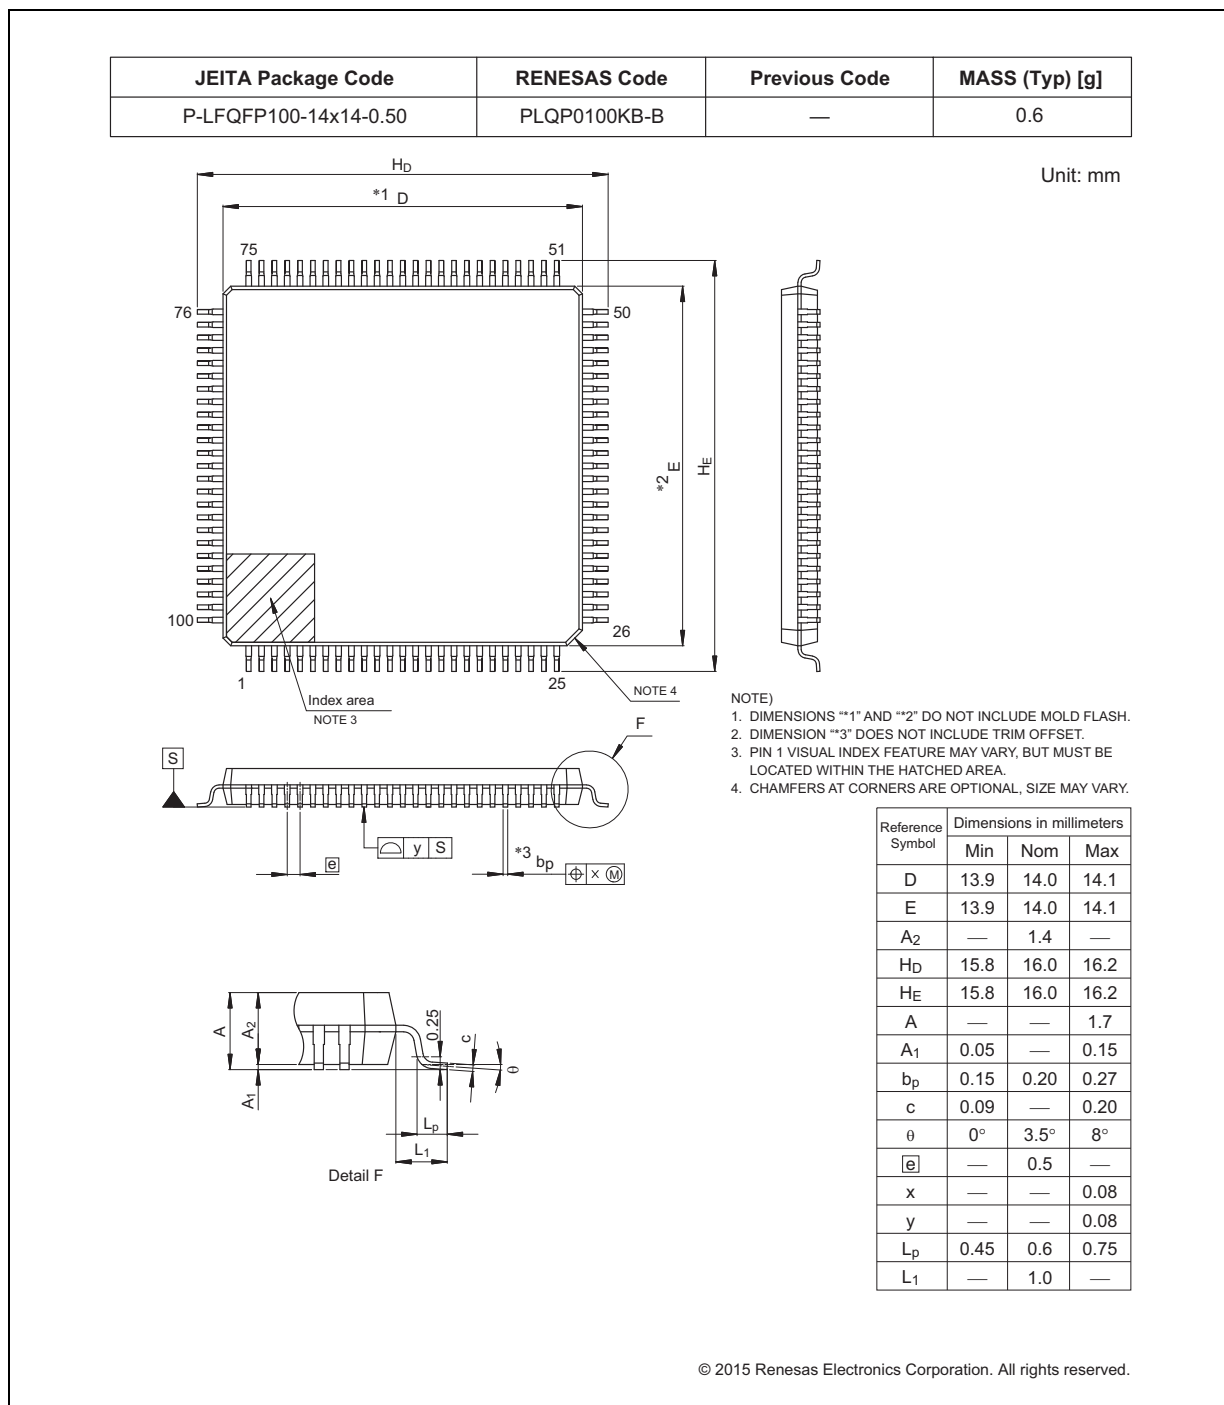 JEITA Package Code RENESAS Code Previous Code MASS (Typ) [g]
P-LFQFP100-14x14-0.50 PLQP0100KB-B — 0.6
Unit: mm
HD
*1 D
75 51
76 50
*2 E
HE
100 26
1 25
Index area
NOTE 3
NOTE 4
F
S
y S
e
*3 bp
x M
NOTE)
1. DIMENSIONS “*1” AND “*2” DO NOT INCLUDE MOLD FLASH.
2. DIMENSION “*3” DOES NOT INCLUDE TRIM OFFSET.
3. PIN 1 VISUAL INDEX FEATURE MAY VARY, BUT MUST BE
LOCATED WITHIN THE HATCHED AREA.
4. CHAMFERS AT CORNERS ARE OPTIONAL, SIZE MAY VARY.
A
A2
A1
0.25
c
θ
Lp
L1
Detail F
Reference Symbol Dimensions in millimeters
Min Nom Max
D 13.9 14.0 14.1
E 13.9 14.0 14.1
A2 — 1.4 —
HD 15.8 16.0 16.2
HE 15.8 16.0 16.2
A — — 1.7
A1 0.05 — 0.15
bp 0.15 0.20 0.27
c 0.09 — 0.20
θ 0° 3.5° 8°
e — 0.5 —
x — — 0.08
y — — 0.08
Lp 0.45 0.6 0.75
L1 — 1.0 —
© 2015 Renesas Electronics Corporation. All rights reserved.